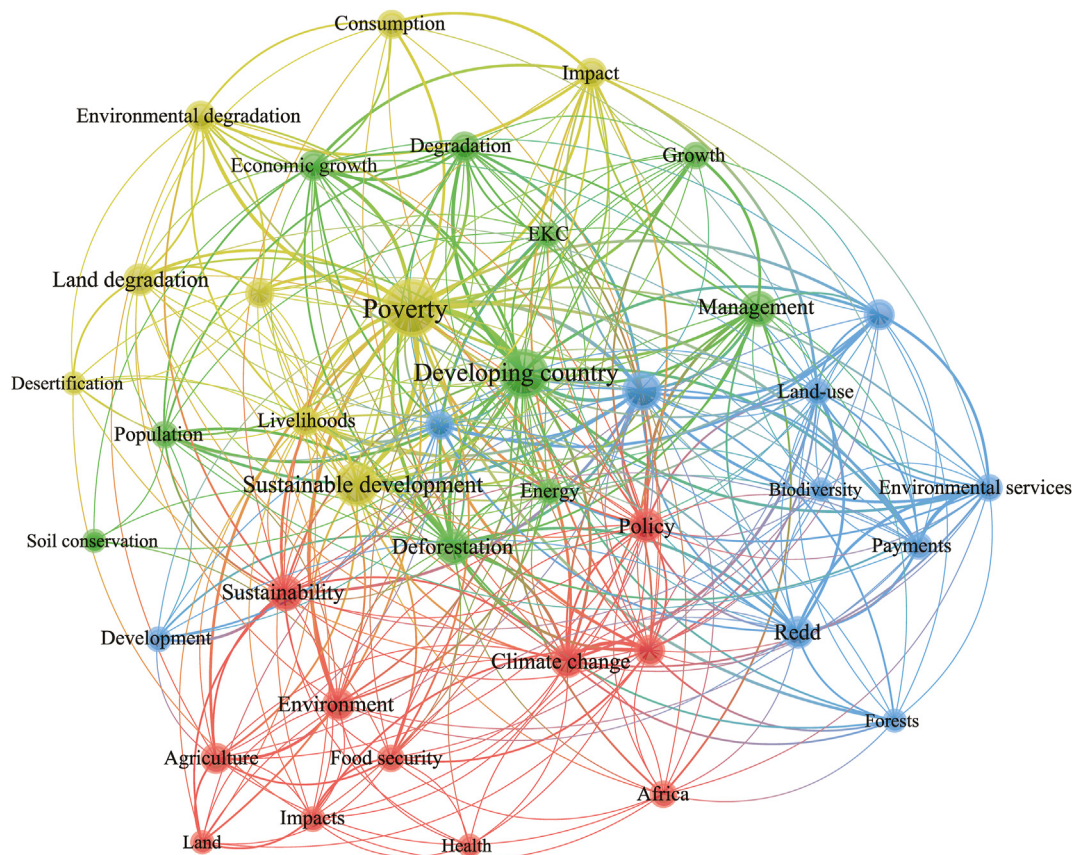 Consumption
Impact
Environmental degradation
Degradation
Growth
Economic growth
EKC
Land degradation
Poverty
Management
Developing country
Desertification
Land-use
Livelihoods
Population
Sustainable development
Energy
Biodiversity
Environmental services
Policy
Soil conservation
Deforestation
Payments
Sustainability
Development
Redd
Climate change
Environment
Forests
Agriculture
Food security
Africa
Impacts
Land
Health